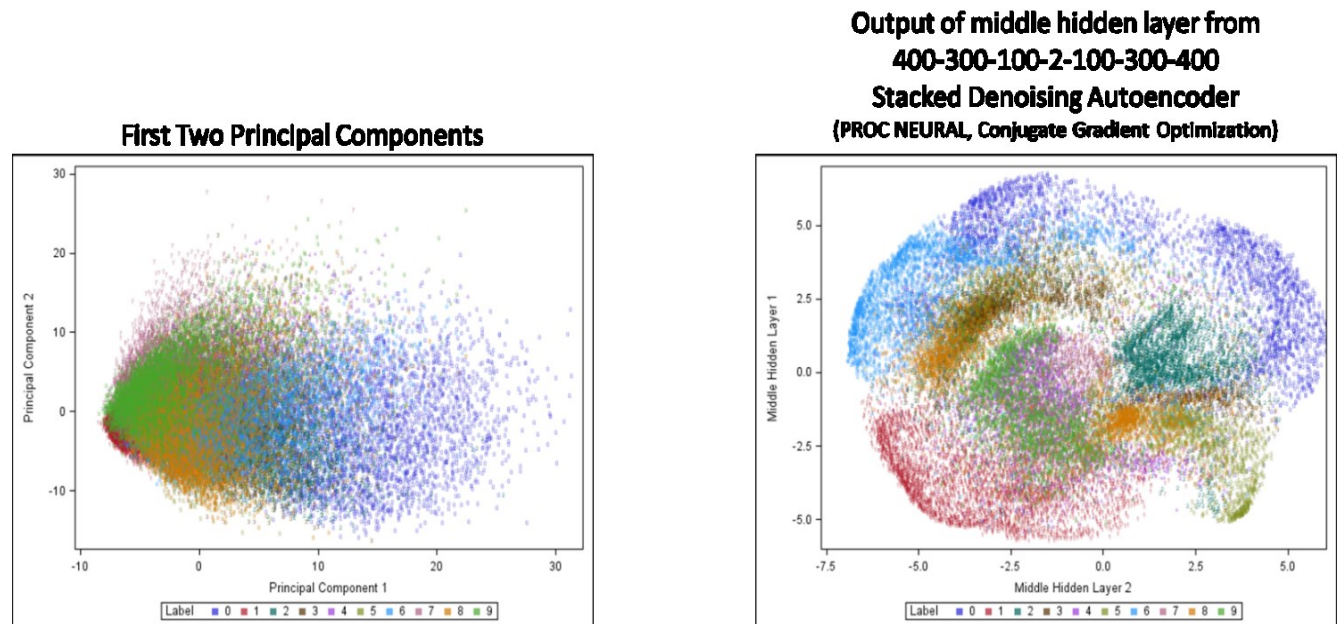 First Two Principal Components
30
20
10
0
-10
Principal Component 2
-10
0
10
20
30
Principal Component 1
Label 0 1 2 3 4 5 6 7 8 9
Output of middle hidden layer from
400-300-100-2-100-300-400
Stacked Denoising Autoencoder
(PROC NEURAL, Conjugate Gradient Optimization)
5.0
2.5
0.0
-2.5
-5.0
Middle Hidden Layer 1
-7.5
-5.0
-2.5
0.0
2.5
5.0
Middle Hidden Layer 2
Label 0 1 2 3 4 5 6 7 8 9